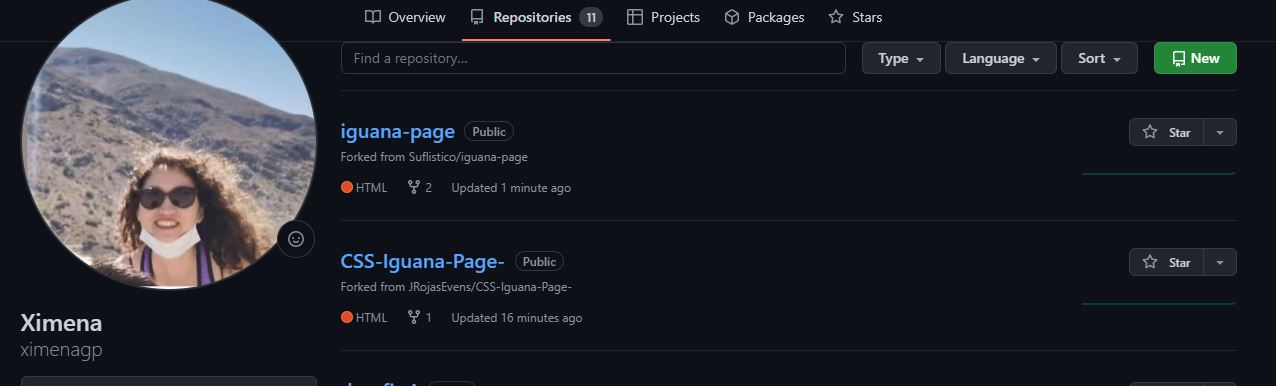 Overview Repositories 11 Projects Packages Stars
Find a repository... Type Language Sort New
iguana-page Public Star
Forked from Suflistico/iguana-page
HTML 2 Updated 1 minute ago
CSS-Iguana-Page- Public Star
Forked from JRojasEvens/CSS-Iguana-Page-
HTML 1 Updated 16 minutes ago
Ximena
ximenagp